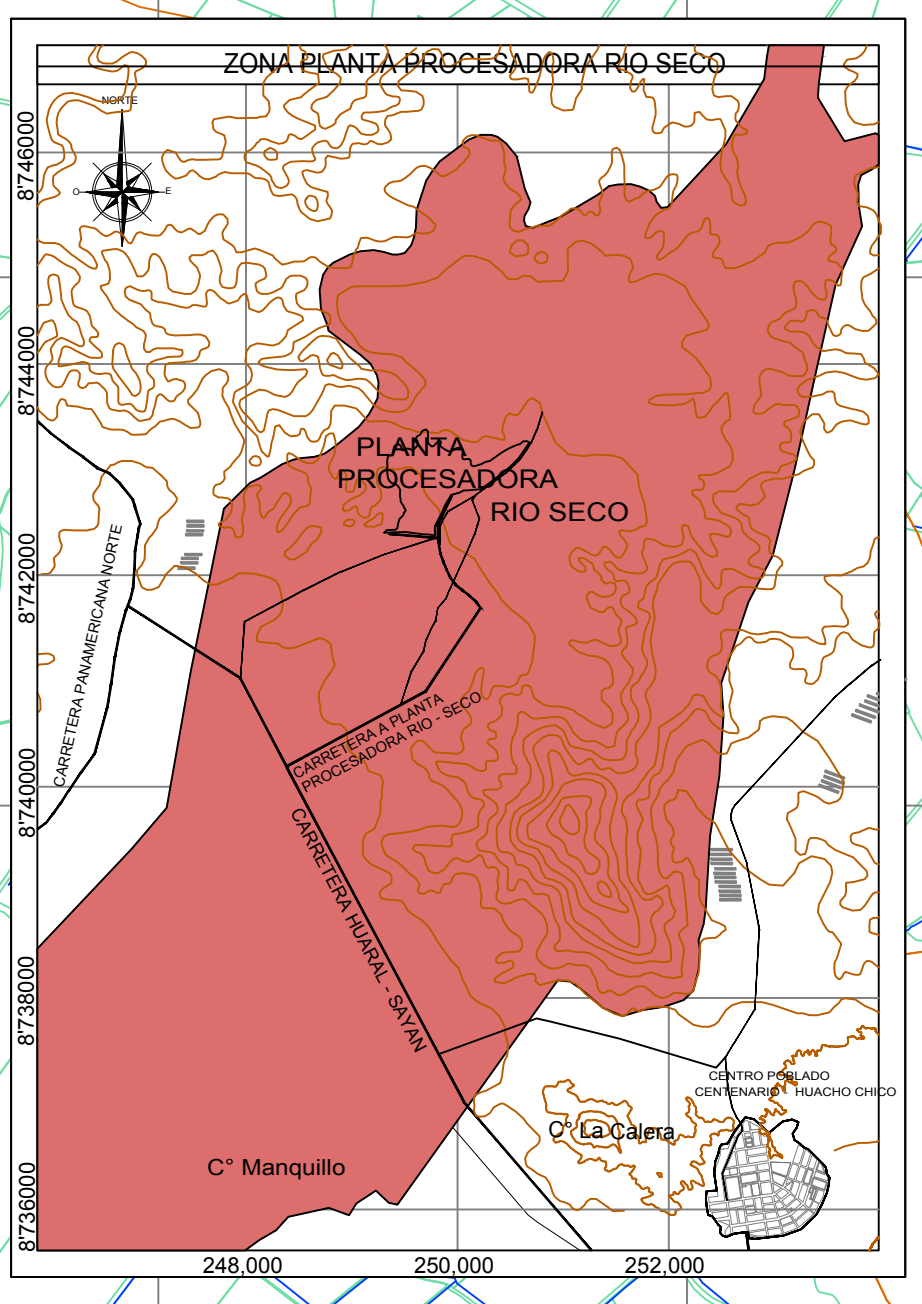 ZONA PLANTA PROCESADORA RIO SECO
NORTE
O
E
8'746000
8'744000
8'742000
8'740000
8'738000
8'736000
PLANTA
PROCESADORA
RIO SECO
CARRETERA PANAMERICANA NORTE
CARRETERA A PLANTA
PROCESADORA RIO - SECO
CARRETERA HUARAL - SAYAN
CENTRO POBLADO
CENTENARIO - HUACHO CHICO
C° La Calera
C° Manquillo
248,000
250,000
252,000